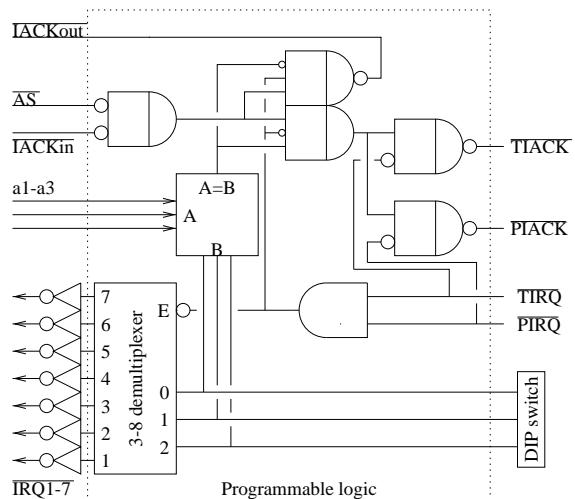 IACKout
AS
IACKin
TIACK
a1-a3
A=B
A
B
PIACK
7
6
5
4
3
2
1
E
3-8 demultiplexer
0
1
2
TIRQ
PIRQ
DIP switch
IRQ1-7
Programmable logic